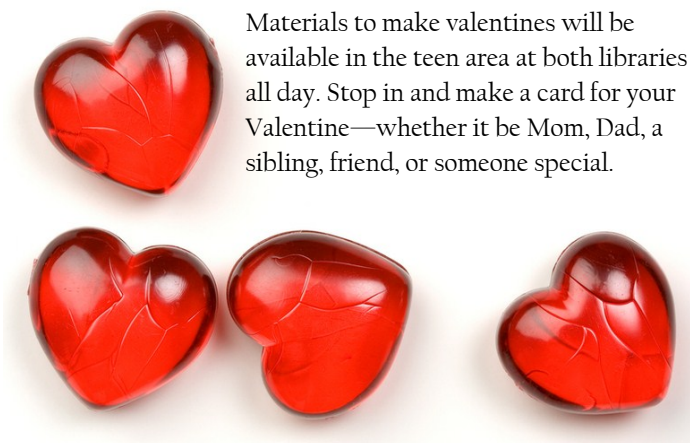 Materials to make valentines will be
available in the teen area at both libraries
all day. Stop in and make a card for your
Valentine—whether it be Mom, Dad, a
sibling, friend, or someone special.